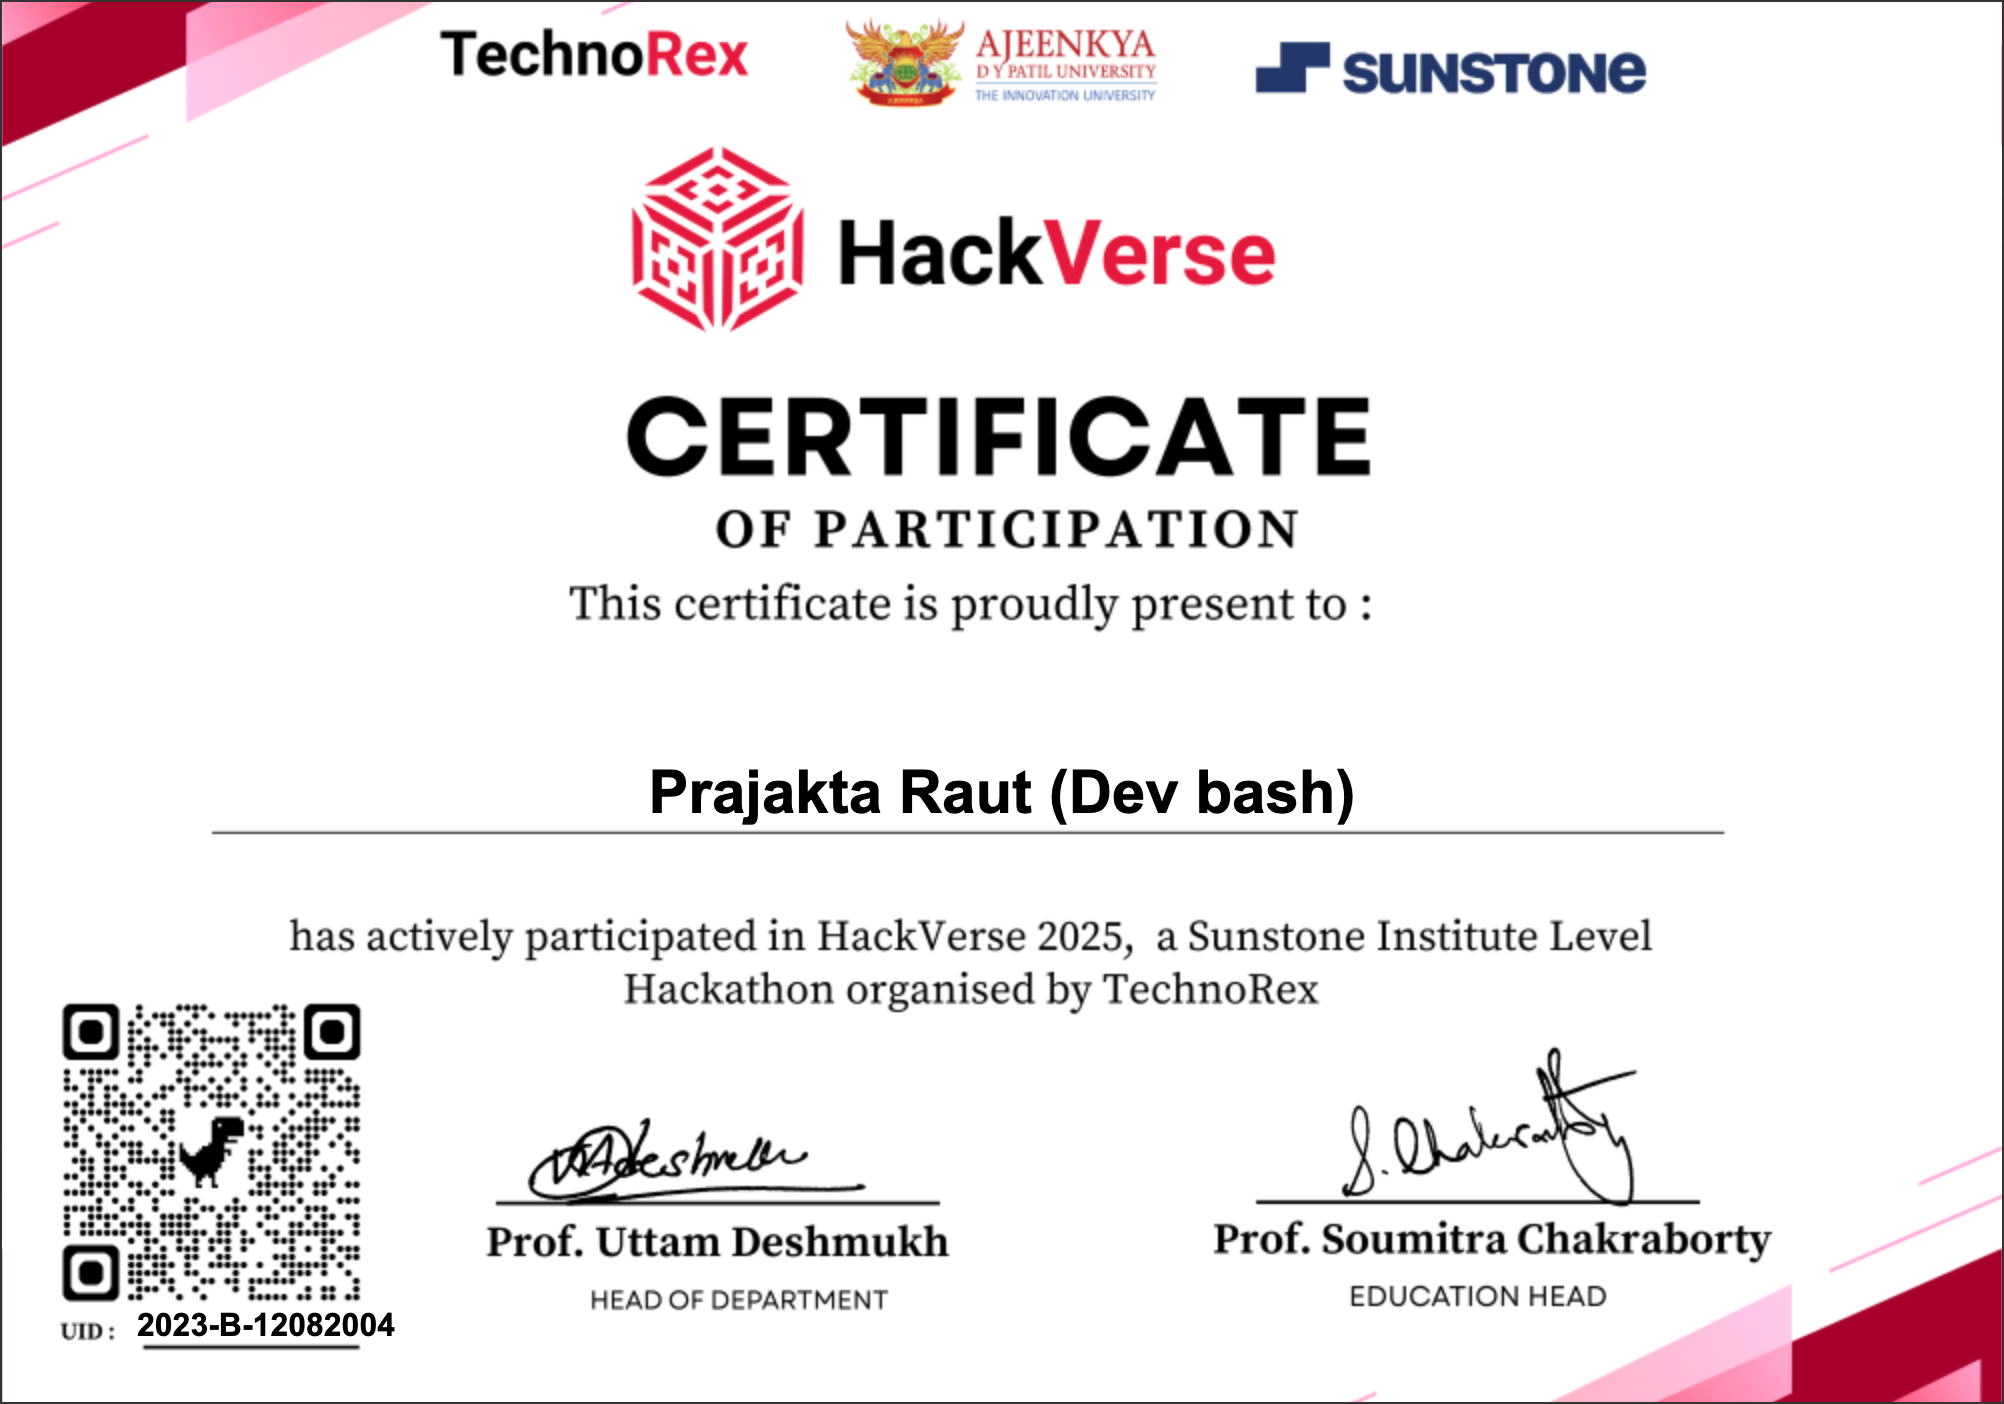 TechnoRex
AJEENKYA
D Y PATIL UNIVERSITY
THE INNOVATION UNIVERSITY
SUNSTONE
HackVerse
CERTIFICATE
OF PARTICIPATION
This certificate is proudly present to :
Prajakta Raut (Dev bash)
has actively participated in HackVerse 2025, a Sunstone Institute Level
Hackathon organised by TechnoRex
Prof. Uttam Deshmukh
HEAD OF DEPARTMENT
S. Chakraborty
Prof. Soumitra Chakraborty
EDUCATION HEAD
UID : 2023-B-12082004